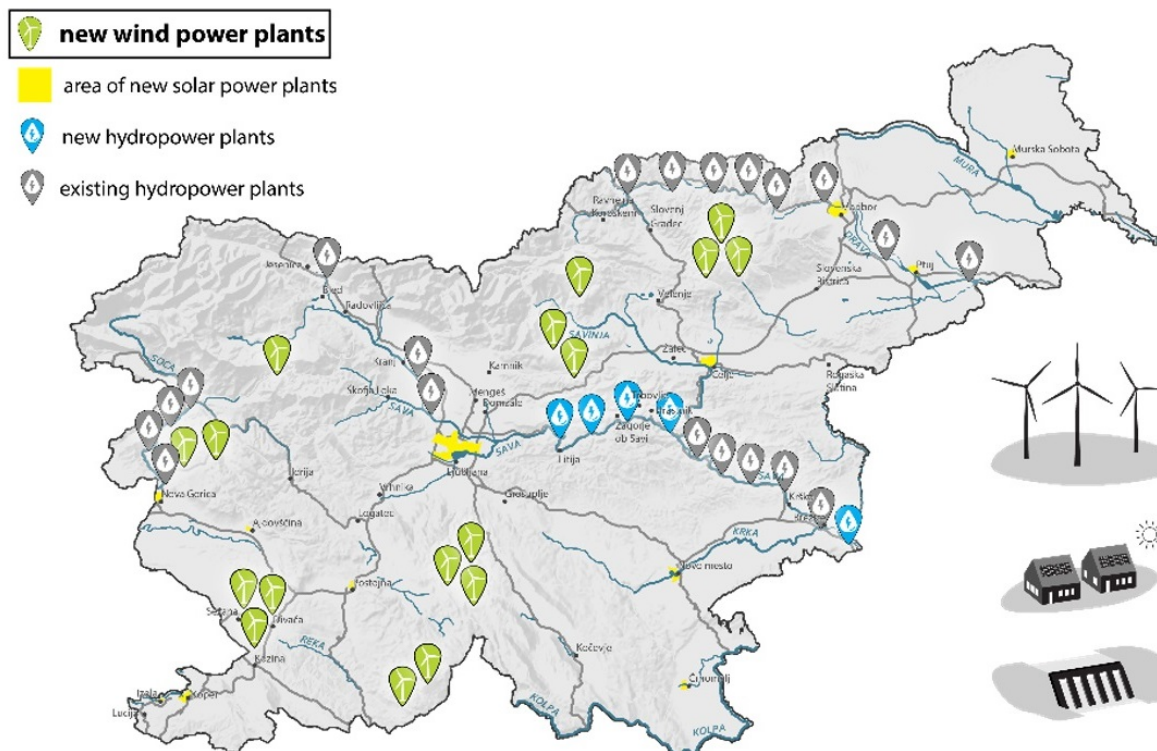 new wind power plants
area of new solar power plants
new hydropower plants
existing hydropower plants
Murska Sobota
MURA
Ravne na
Koroškem
Slovenj
Gradec
DRAVA
Ptuj
Slovenska
Bistrica
Jesenice
Bled
Radovljica
Velenje
SAVINJA
Žalec
Celje
Rogaška
Slatina
SOČA
Kranj
Kamnik
Škofja Loka
Mengeš
Domžale
SAVA
SAVA
Ljubljana
Litija
Zagorje
ob Savi
Trbovlje
Hrastnik
SAVA
Krško
Brežice
KRKA
Novo mesto
Idrija
Vrhnika
Logatec
Grosuplje
Nova Gorica
Ajdovščina
Postojna
Sežana
Divača
Kozina
REKA
Kočevje
Črnomelj
Izola
Koper
Lucija
KOLPA
KOLPA